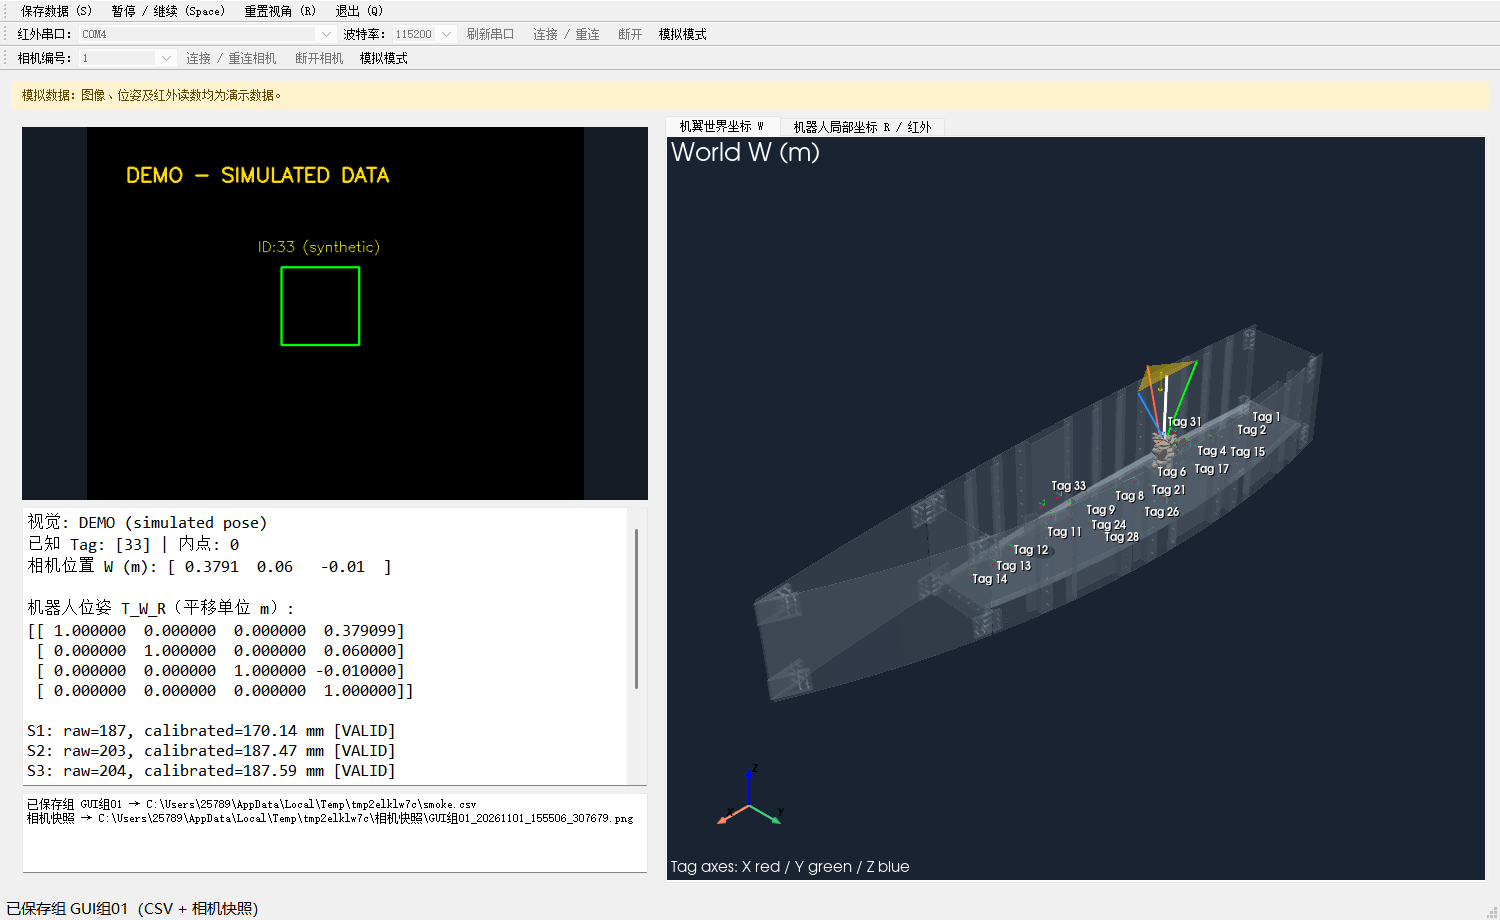 保存数据 (S) 暂停 / 继续 (Space) 重置视角 (R) 退出 (Q)
红外串口: COM4 波特率: 115200 刷新串口 连接 / 重连 断开 模拟模式
相机编号: 1 连接 / 重连相机 断开相机 模拟模式
模拟数据: 图像、位姿及红外读数均为演示数据。
DEMO - SIMULATED DATA
ID:33 (synthetic)
视觉: DEMO (simulated pose)
已知 Tag: [33] | 内点: 0
相机位置 W (m): [ 0.3791 0.06 -0.01 ]
机器人位姿 T_W_R（平移单位 m）:
[[ 1.000000 0.000000 0.000000 0.379099]
[ 0.000000 1.000000 0.000000 0.060000]
[ 0.000000 0.000000 1.000000 -0.010000]
[ 0.000000 0.000000 0.000000 1.000000]]
S1: raw=187, calibrated=170.14 mm [VALID]
S2: raw=203, calibrated=187.47 mm [VALID]
S3: raw=204, calibrated=187.59 mm [VALID]
已保存组 GUI组01 → C:\Users\25789\AppData\Local\Temp\tmp2elklw7c\smoke.csv
相机快照 → C:\Users\25789\AppData\Local\Temp\tmp2elklw7c\相机快照\GUI组01_20261101_155506_307679.png
机翼世界坐标 W 机器人局部坐标 R / 红外
World W (m)
Tag 31
Tag 1
Tag 2
Tag 4
Tag 15
Tag 6
Tag 17
Tag 33
Tag 8
Tag 21
Tag 9
Tag 26
Tag 24
Tag 11
Tag 28
Tag 12
Tag 13
Tag 14
Z
X
Y
Tag axes: X red / Y green / Z blue
已保存组 GUI组01（CSV + 相机快照）